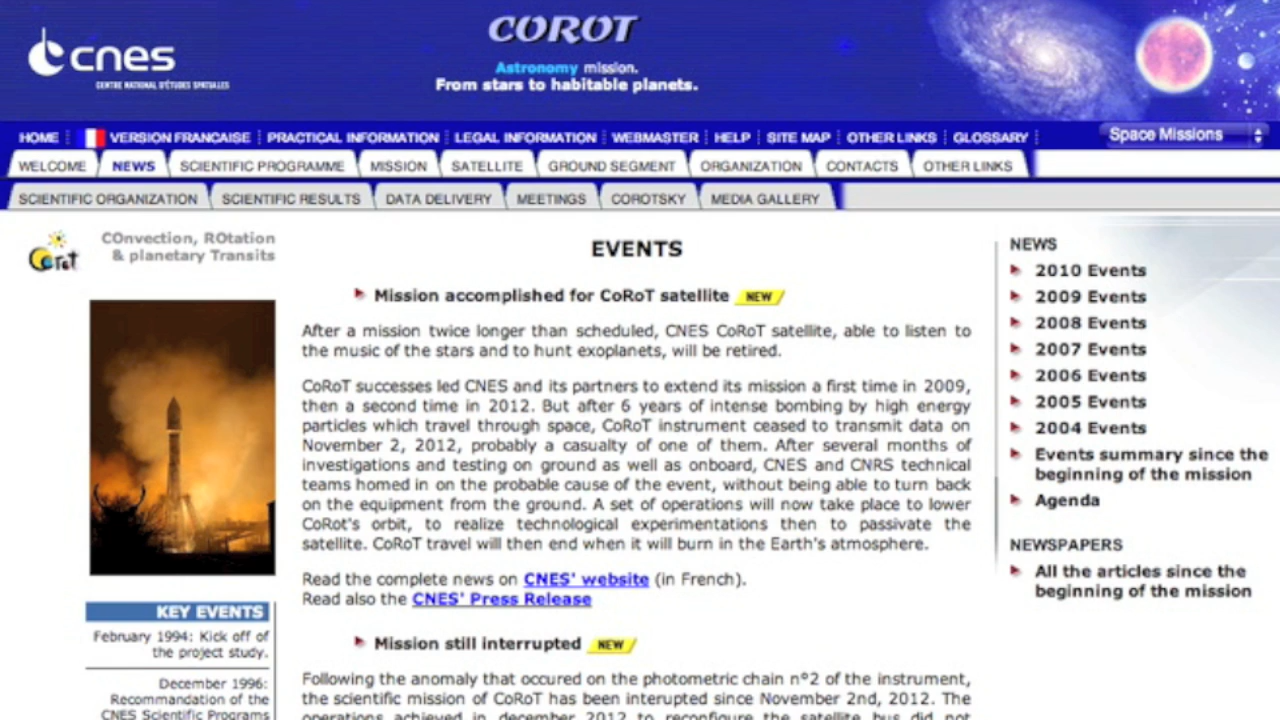 cnes
CENTRE NATIONAL D'ÉTUDES SPATIALES
COROT
Astronomy mission.
From stars to habitable planets.
HOME VERSION FRANCAISE PRACTICAL INFORMATION LEGAL INFORMATION WEBMASTER HELP SITE MAP OTHER LINKS GLOSSARY Space Missions
WELCOME NEWS SCIENTIFIC PROGRAMME MISSION SATELLITE GROUND SEGMENT ORGANIZATION CONTACTS OTHER LINKS
SCIENTIFIC ORGANIZATION SCIENTIFIC RESULTS DATA DELIVERY MEETINGS COROTSKY MEDIA GALLERY
CoRoT
COnvection, ROtation
& planetary Transits
KEY EVENTS
February 1994: Kick off of
the project study.
December 1996:
Recommandation of the
CNES Scientific Programs
EVENTS
Mission accomplished for CoRoT satellite NEW
After a mission twice longer than scheduled, CNES CoRoT satellite, able to listen to
the music of the stars and to hunt exoplanets, will be retired.
CoRoT successes led CNES and its partners to extend its mission a first time in 2009,
then a second time in 2012. But after 6 years of intense bombing by high energy
particles which travel through space, CoRoT instrument ceased to transmit data on
November 2, 2012, probably a casualty of one of them. After several months of
investigations and testing on ground as well as onboard, CNES and CNRS technical
teams homed in on the probable cause of the event, without being able to turn back
on the equipment from the ground. A set of operations will now take place to lower
CoRot's orbit, to realize technological experimentations then to passivate the
satellite. CoRoT travel will then end when it will burn in the Earth's atmosphere.
Read the complete news on CNES' website (in French).
Read also the CNES' Press Release
Mission still interrupted NEW
Following the anomaly that occured on the photometric chain n°2 of the instrument,
the scientific mission of CoRoT has been interupted since November 2nd, 2012. The
operations achieved in december 2012 to reconfigure the satellite bus did not
NEWS
2010 Events
2009 Events
2008 Events
2007 Events
2006 Events
2005 Events
2004 Events
Events summary since the
beginning of the mission
Agenda
NEWSPAPERS
All the articles since the
beginning of the mission